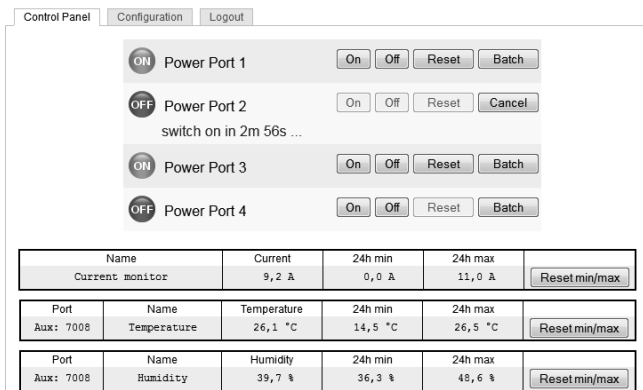 Control Panel Configuration Logout
ON Power Port 1 On Off Reset Batch
OFF Power Port 2 On Off Reset Cancel
switch on in 2m 56s ...
ON Power Port 3 On Off Reset Batch
OFF Power Port 4 On Off Reset Batch
Name Current 24h min 24h max
Current monitor 9,2 A 0,0 A 11,0 A Reset min/max
Port Name Temperature 24h min 24h max
Aux: 7008 Temperature 26,1 °C 14,5 °C 26,5 °C Reset min/max
Port Name Humidity 24h min 24h max
Aux: 7008 Humidity 39,7 % 36,3 % 48,6 % Reset min/max